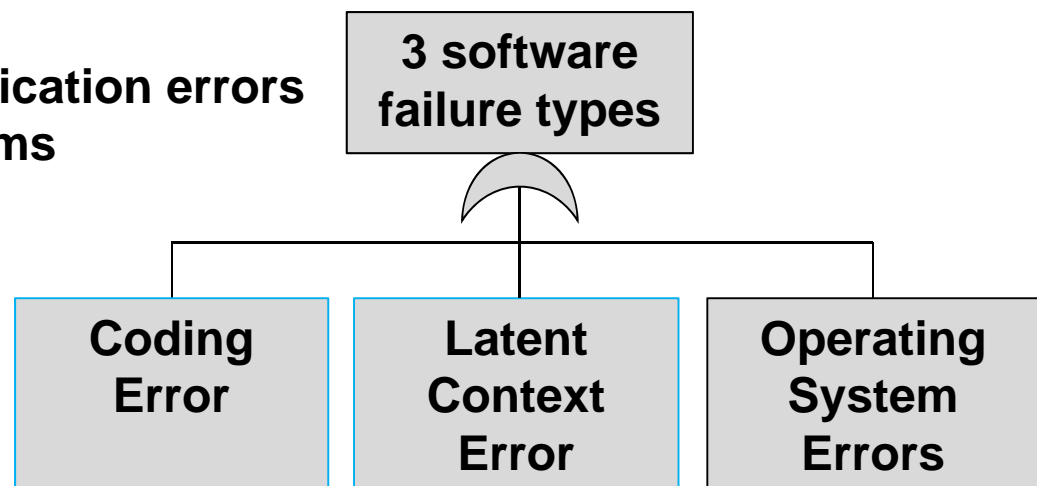 ication errors
ms
3 software
failure types
Coding
Error
Latent
Context
Error
Operating
System
Errors